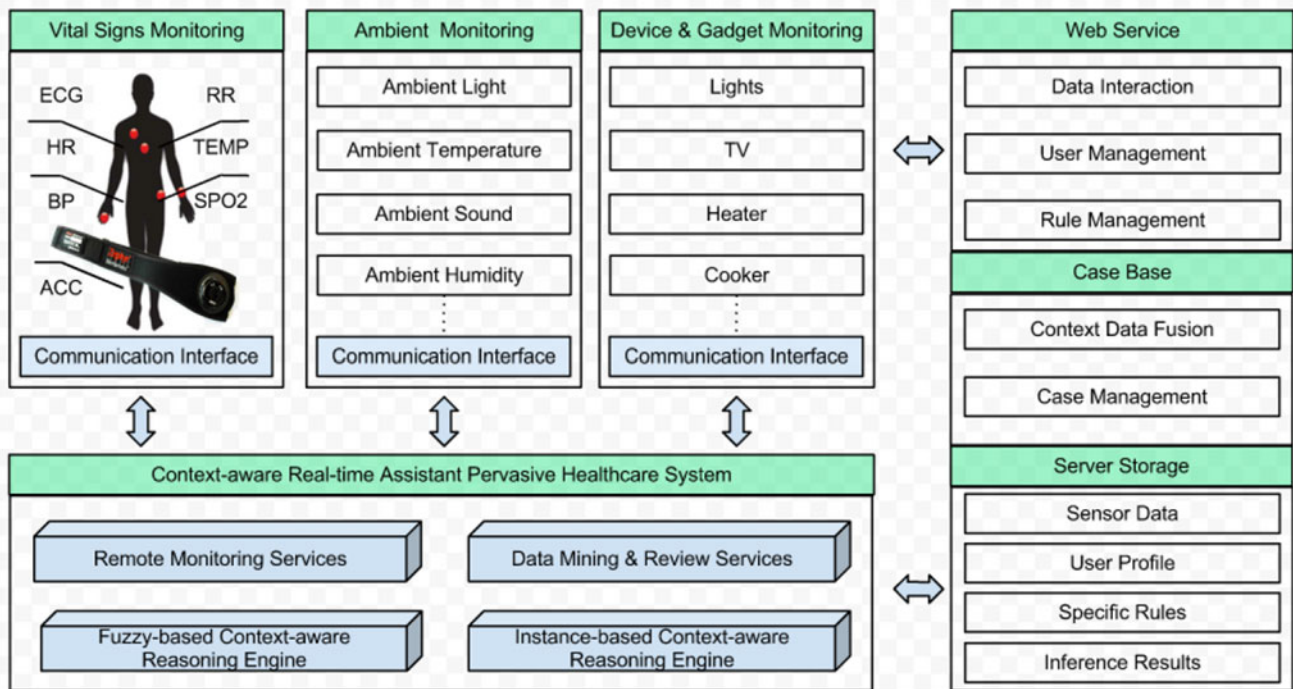 Vital Signs Monitoring
ECG
RR
HR
TEMP
BP
SPO2
ACC
Communication Interface
Ambient Monitoring
Ambient Light
Ambient Temperature
Ambient Sound
Ambient Humidity
Communication Interface
Device & Gadget Monitoring
Lights
TV
Heater
Cooker
Communication Interface
Web Service
Data Interaction
User Management
Rule Management
Case Base
Context Data Fusion
Case Management
Server Storage
Sensor Data
User Profile
Specific Rules
Inference Results
Context-aware Real-time Assistant Pervasive Healthcare System
Remote Monitoring Services
Data Mining & Review Services
Fuzzy-based Context-aware
Reasoning Engine
Instance-based Context-aware
Reasoning Engine